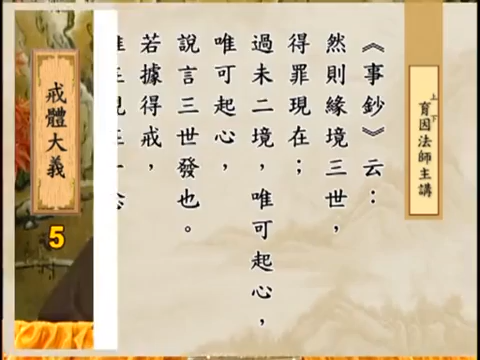 上下
育因法師主講
《事鈔》云：
然則緣境三世，
得罪現在；
過未二境，唯可起心，
唯可起心，
說言三世發也。
若據得戒，
戒體大義
5